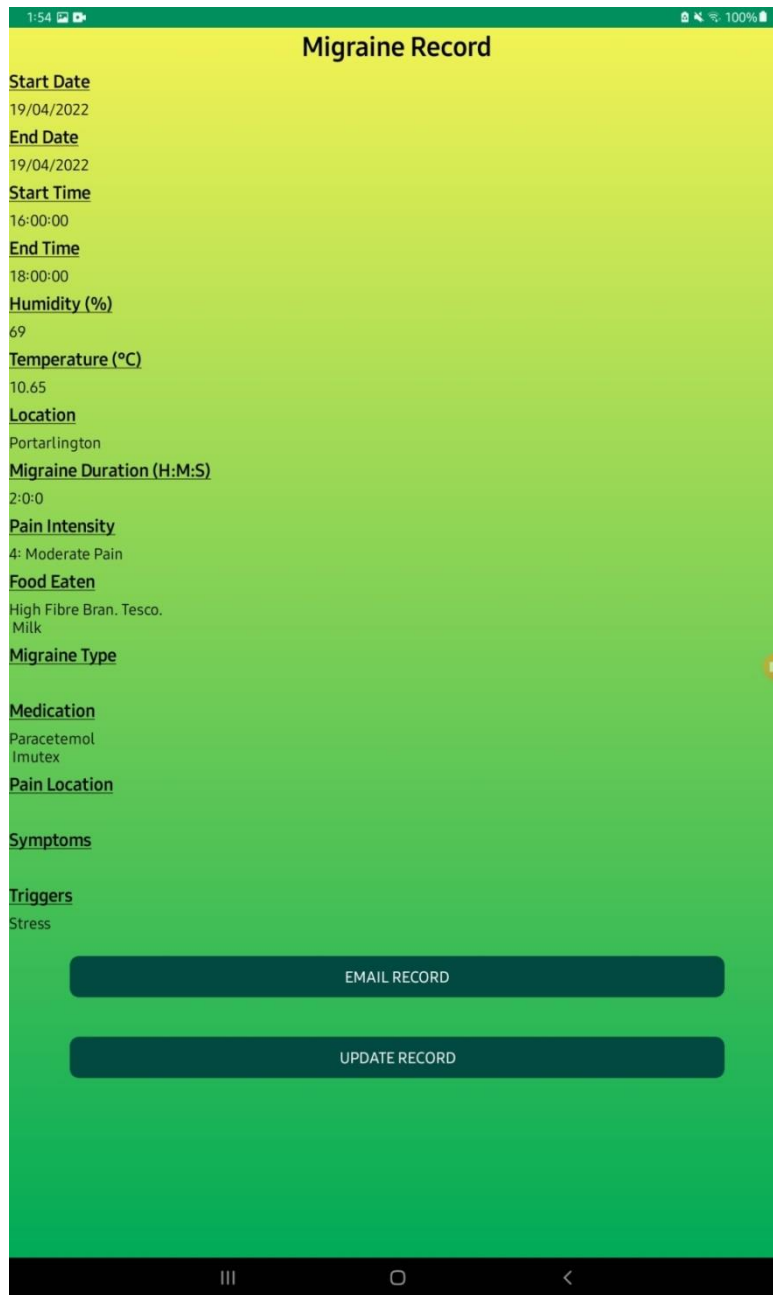 1:54
100%
Migraine Record
Start Date
19/04/2022
End Date
19/04/2022
Start Time
16:00:00
End Time
18:00:00
Humidity (%)
69
Temperature (°C)
10.65
Location
Portarlington
Migraine Duration (H:M:S)
2:0:0
Pain Intensity
4: Moderate Pain
Food Eaten
High Fibre Bran. Tesco.
Milk
Migraine Type
Medication
Paracetemol
Imutex
Pain Location
Symptoms
Triggers
Stress
EMAIL RECORD
UPDATE RECORD